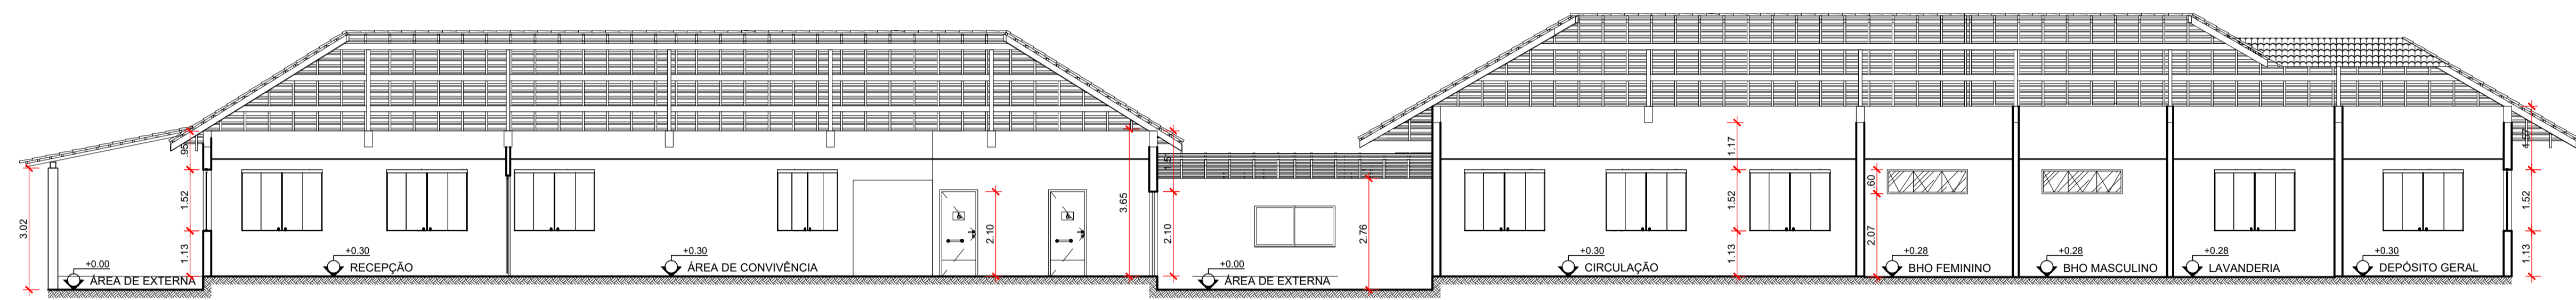 3.02
+0.00
ÁREA DE EXTERNA
.95
1.52
1.13
+0.30
RECEPÇÃO
+0.30
ÁREA DE CONVIVÊNCIA
2.10
3.65
2.10
+0.00
ÁREA DE EXTERNA
2.76
+0.30
CIRCULAÇÃO
1.17
1.52
1.13
.60
2.07
+0.28
BHO FEMININO
+0.28
BHO MASCULINO
+0.28
LAVANDERIA
+0.30
DEPÓSITO GERAL
1.52
1.13